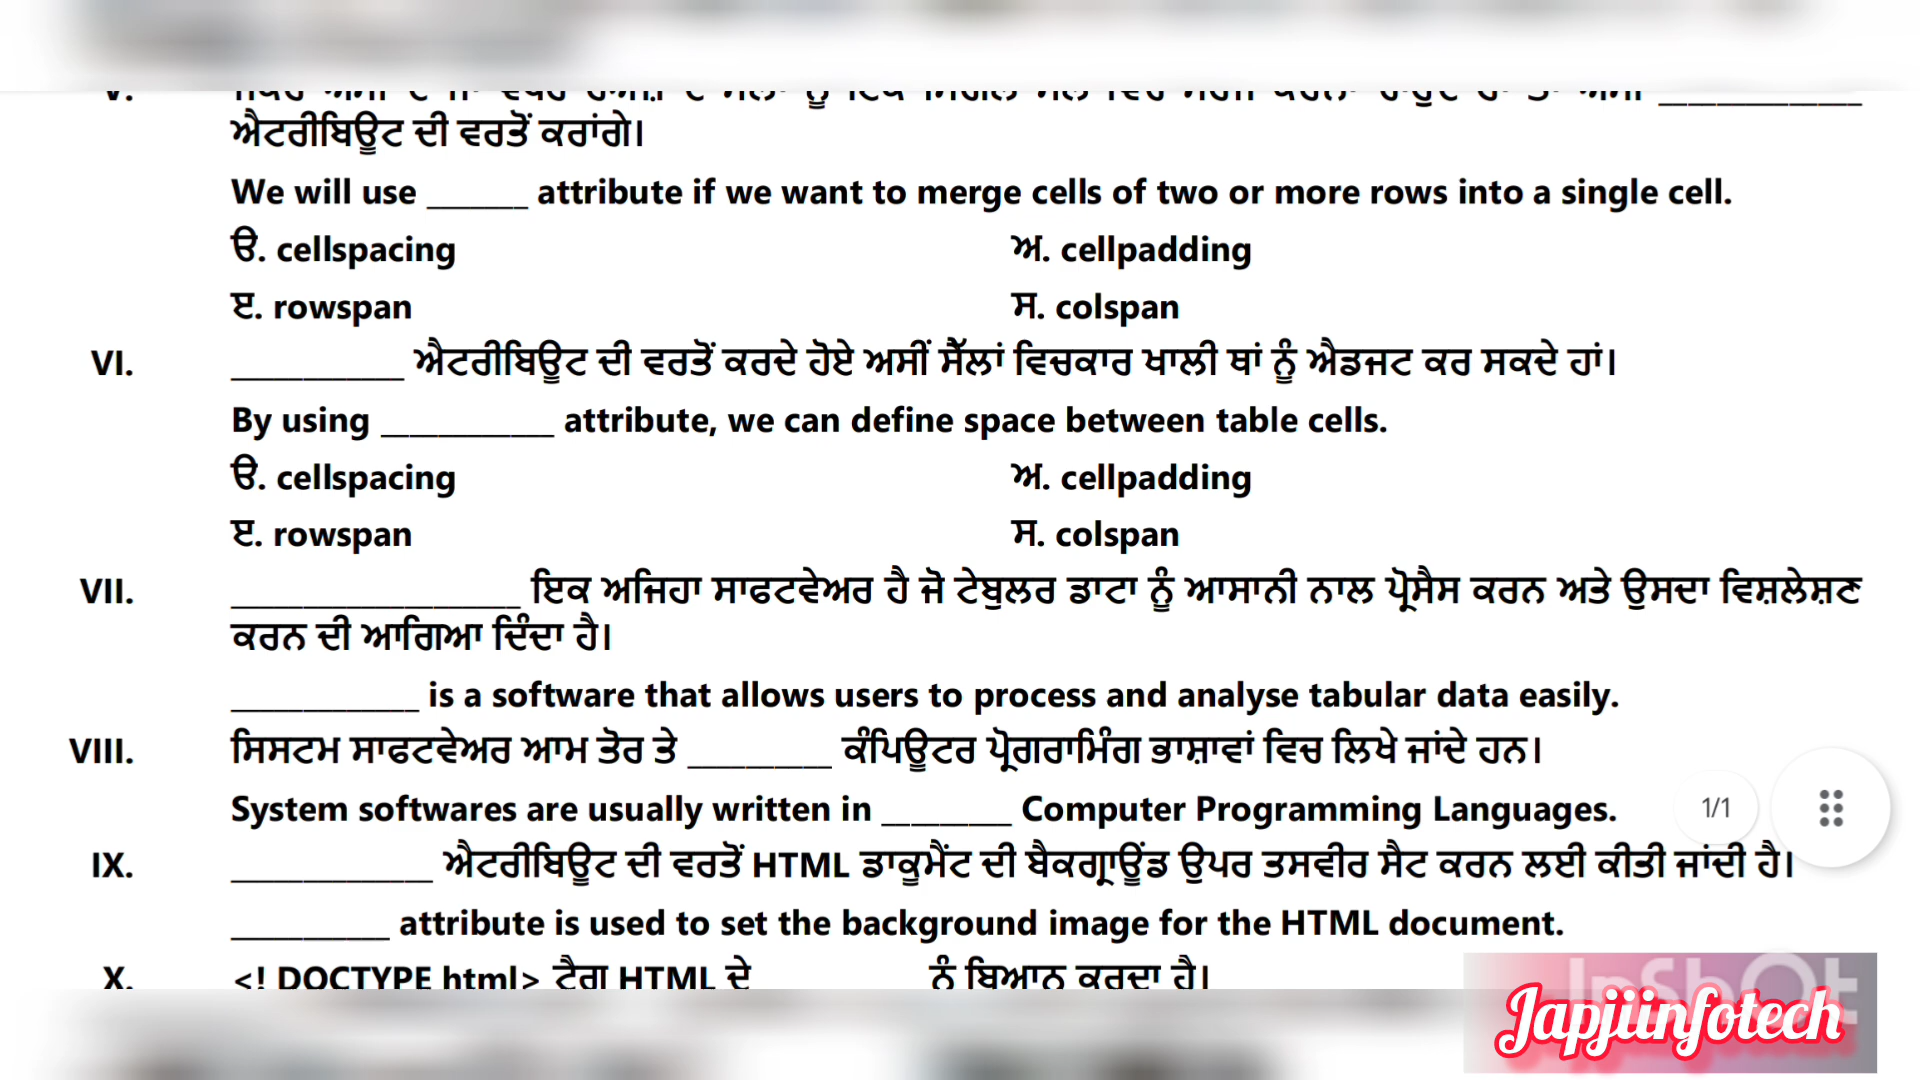 V. ______________
ਐਟਰੀਬਿਊਟ ਦੀ ਵਰਤੋਂ ਕਰਾਂਗੇ।
We will use _______ attribute if we want to merge cells of two or more rows into a single cell.
ੳ. cellspacing ਅ. cellpadding
ੲ. rowspan ਸ. colspan
VI. ____________ ਐਟਰੀਬਿਊਟ ਦੀ ਵਰਤੋਂ ਕਰਦੇ ਹੋਏ ਅਸੀਂ ਸੈੱਲਾਂ ਵਿਚਕਾਰ ਖਾਲੀ ਥਾਂ ਨੂੰ ਐਡਜਟ ਕਰ ਸਕਦੇ ਹਾਂ।
By using ____________ attribute, we can define space between table cells.
ੳ. cellspacing ਅ. cellpadding
ੲ. rowspan ਸ. colspan
VII. ____________________ ਇਕ ਅਜਿਹਾ ਸਾਫਟਵੇਅਰ ਹੈ ਜੋ ਟੇਬੁਲਰ ਡਾਟਾ ਨੂੰ ਆਸਾਨੀ ਨਾਲ ਪ੍ਰੋਸੈਸ ਕਰਨ ਅਤੇ ਉਸਦਾ ਵਿਸ਼ਲੇਸ਼ਣ
ਕਰਨ ਦੀ ਆਗਿਆ ਦਿੰਦਾ ਹੈ।
_____________ is a software that allows users to process and analyse tabular data easily.
VIII. ਸਿਸਟਮ ਸਾਫਟਵੇਅਰ ਆਮ ਤੋਰ ਤੇ __________ ਕੰਪਿਊਟਰ ਪ੍ਰੋਗਰਾਮਿੰਗ ਭਾਸ਼ਾਵਾਂ ਵਿਚ ਲਿਖੇ ਜਾਂਦੇ ਹਨ।
System softwares are usually written in _________ Computer Programming Languages.
1/1
IX. ______________ ਐਟਰੀਬਿਊਟ ਦੀ ਵਰਤੋਂ HTML ਡਾਕੂਮੈਂਟ ਦੀ ਬੈਕਗ੍ਰਾਊਂਡ ਉਪਰ ਤਸਵੀਰ ਸੈਟ ਕਰਨ ਲਈ ਕੀਤੀ ਜਾਂਦੀ ਹੈ।
___________ attribute is used to set the background image for the HTML document.
X. <! DOCTYPE html> ਟੈਗ HTML ਦੇ ਨੂੰ ਬਿਆਨ ਕਰਦਾ ਹੈ।
InShOt
Japjiinfotech